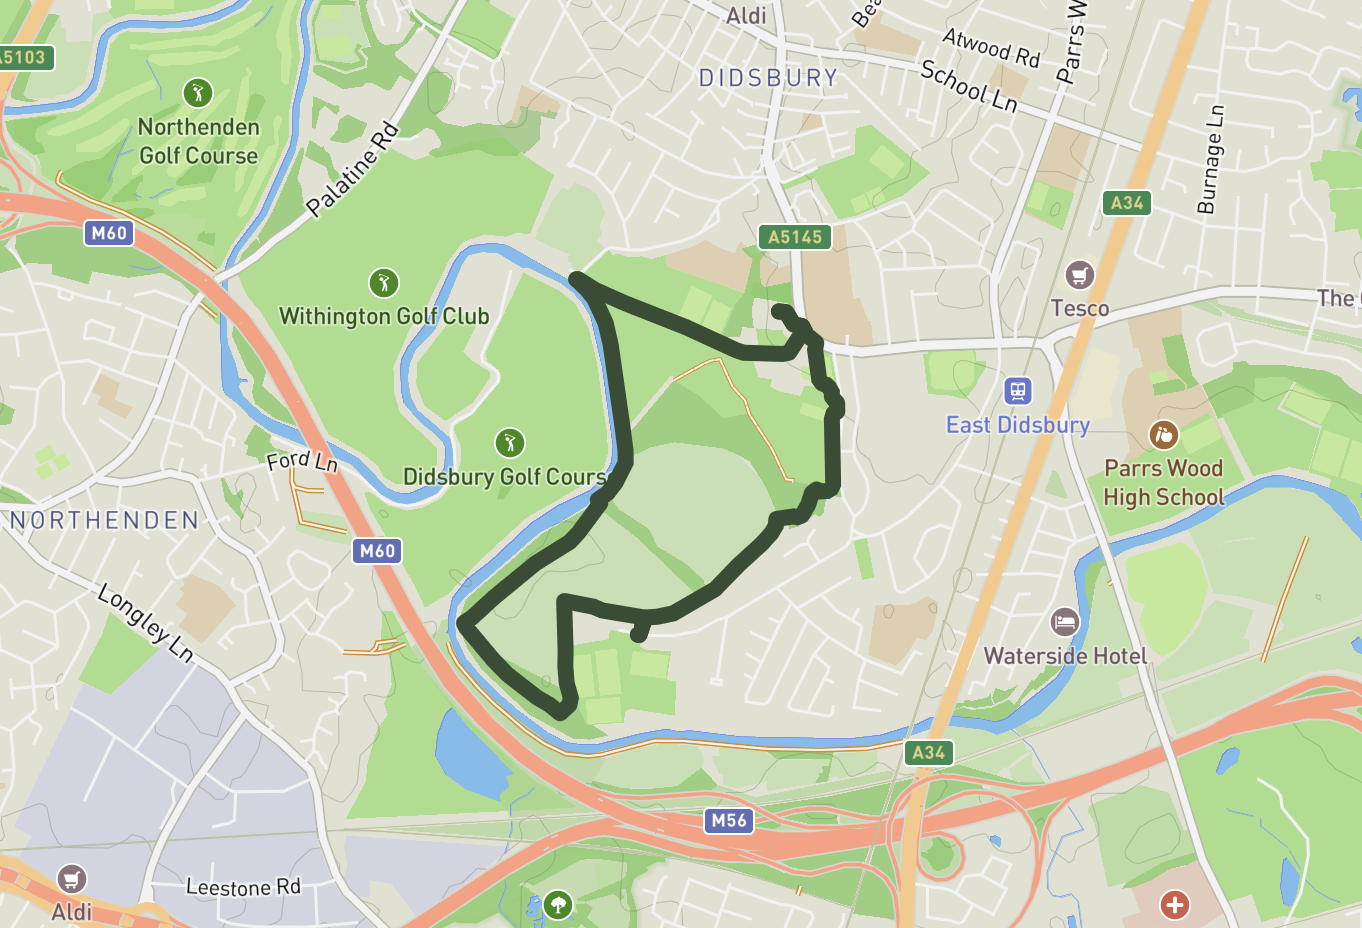 Aldi
Bea
Atwood Rd
Parrs W
A5103
DIDSBURY
School Ln
Northenden
Golf Course
Palatine Rd
Burnage Ln
A34
M60
A5145
Withington Golf Club
Tesco
The
East Didsbury
Ford Ln
Didsbury Golf Cours
Parrs Wood
High School
NORTHENDEN
M60
Longley Ln
Waterside Hotel
A34
M56
Leestone Rd
Aldi